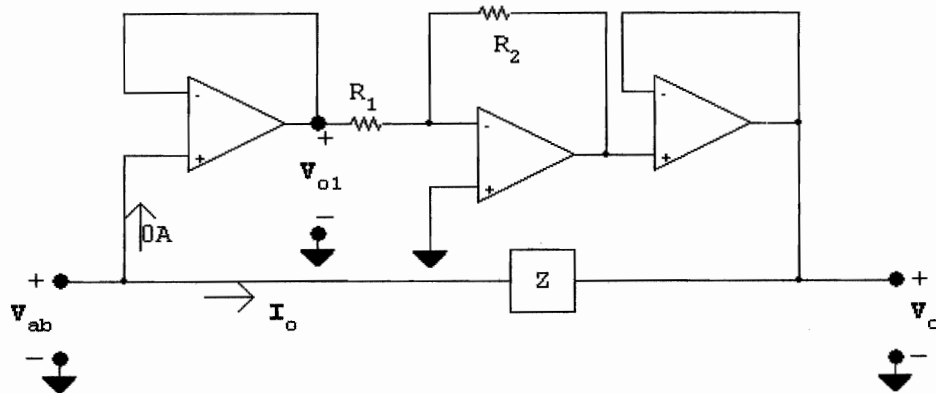 R2
-
-
R1
-
+
+
Vo1
-
+
+
-
0A
+
Z
+
Vab
Io
Vo
-
-